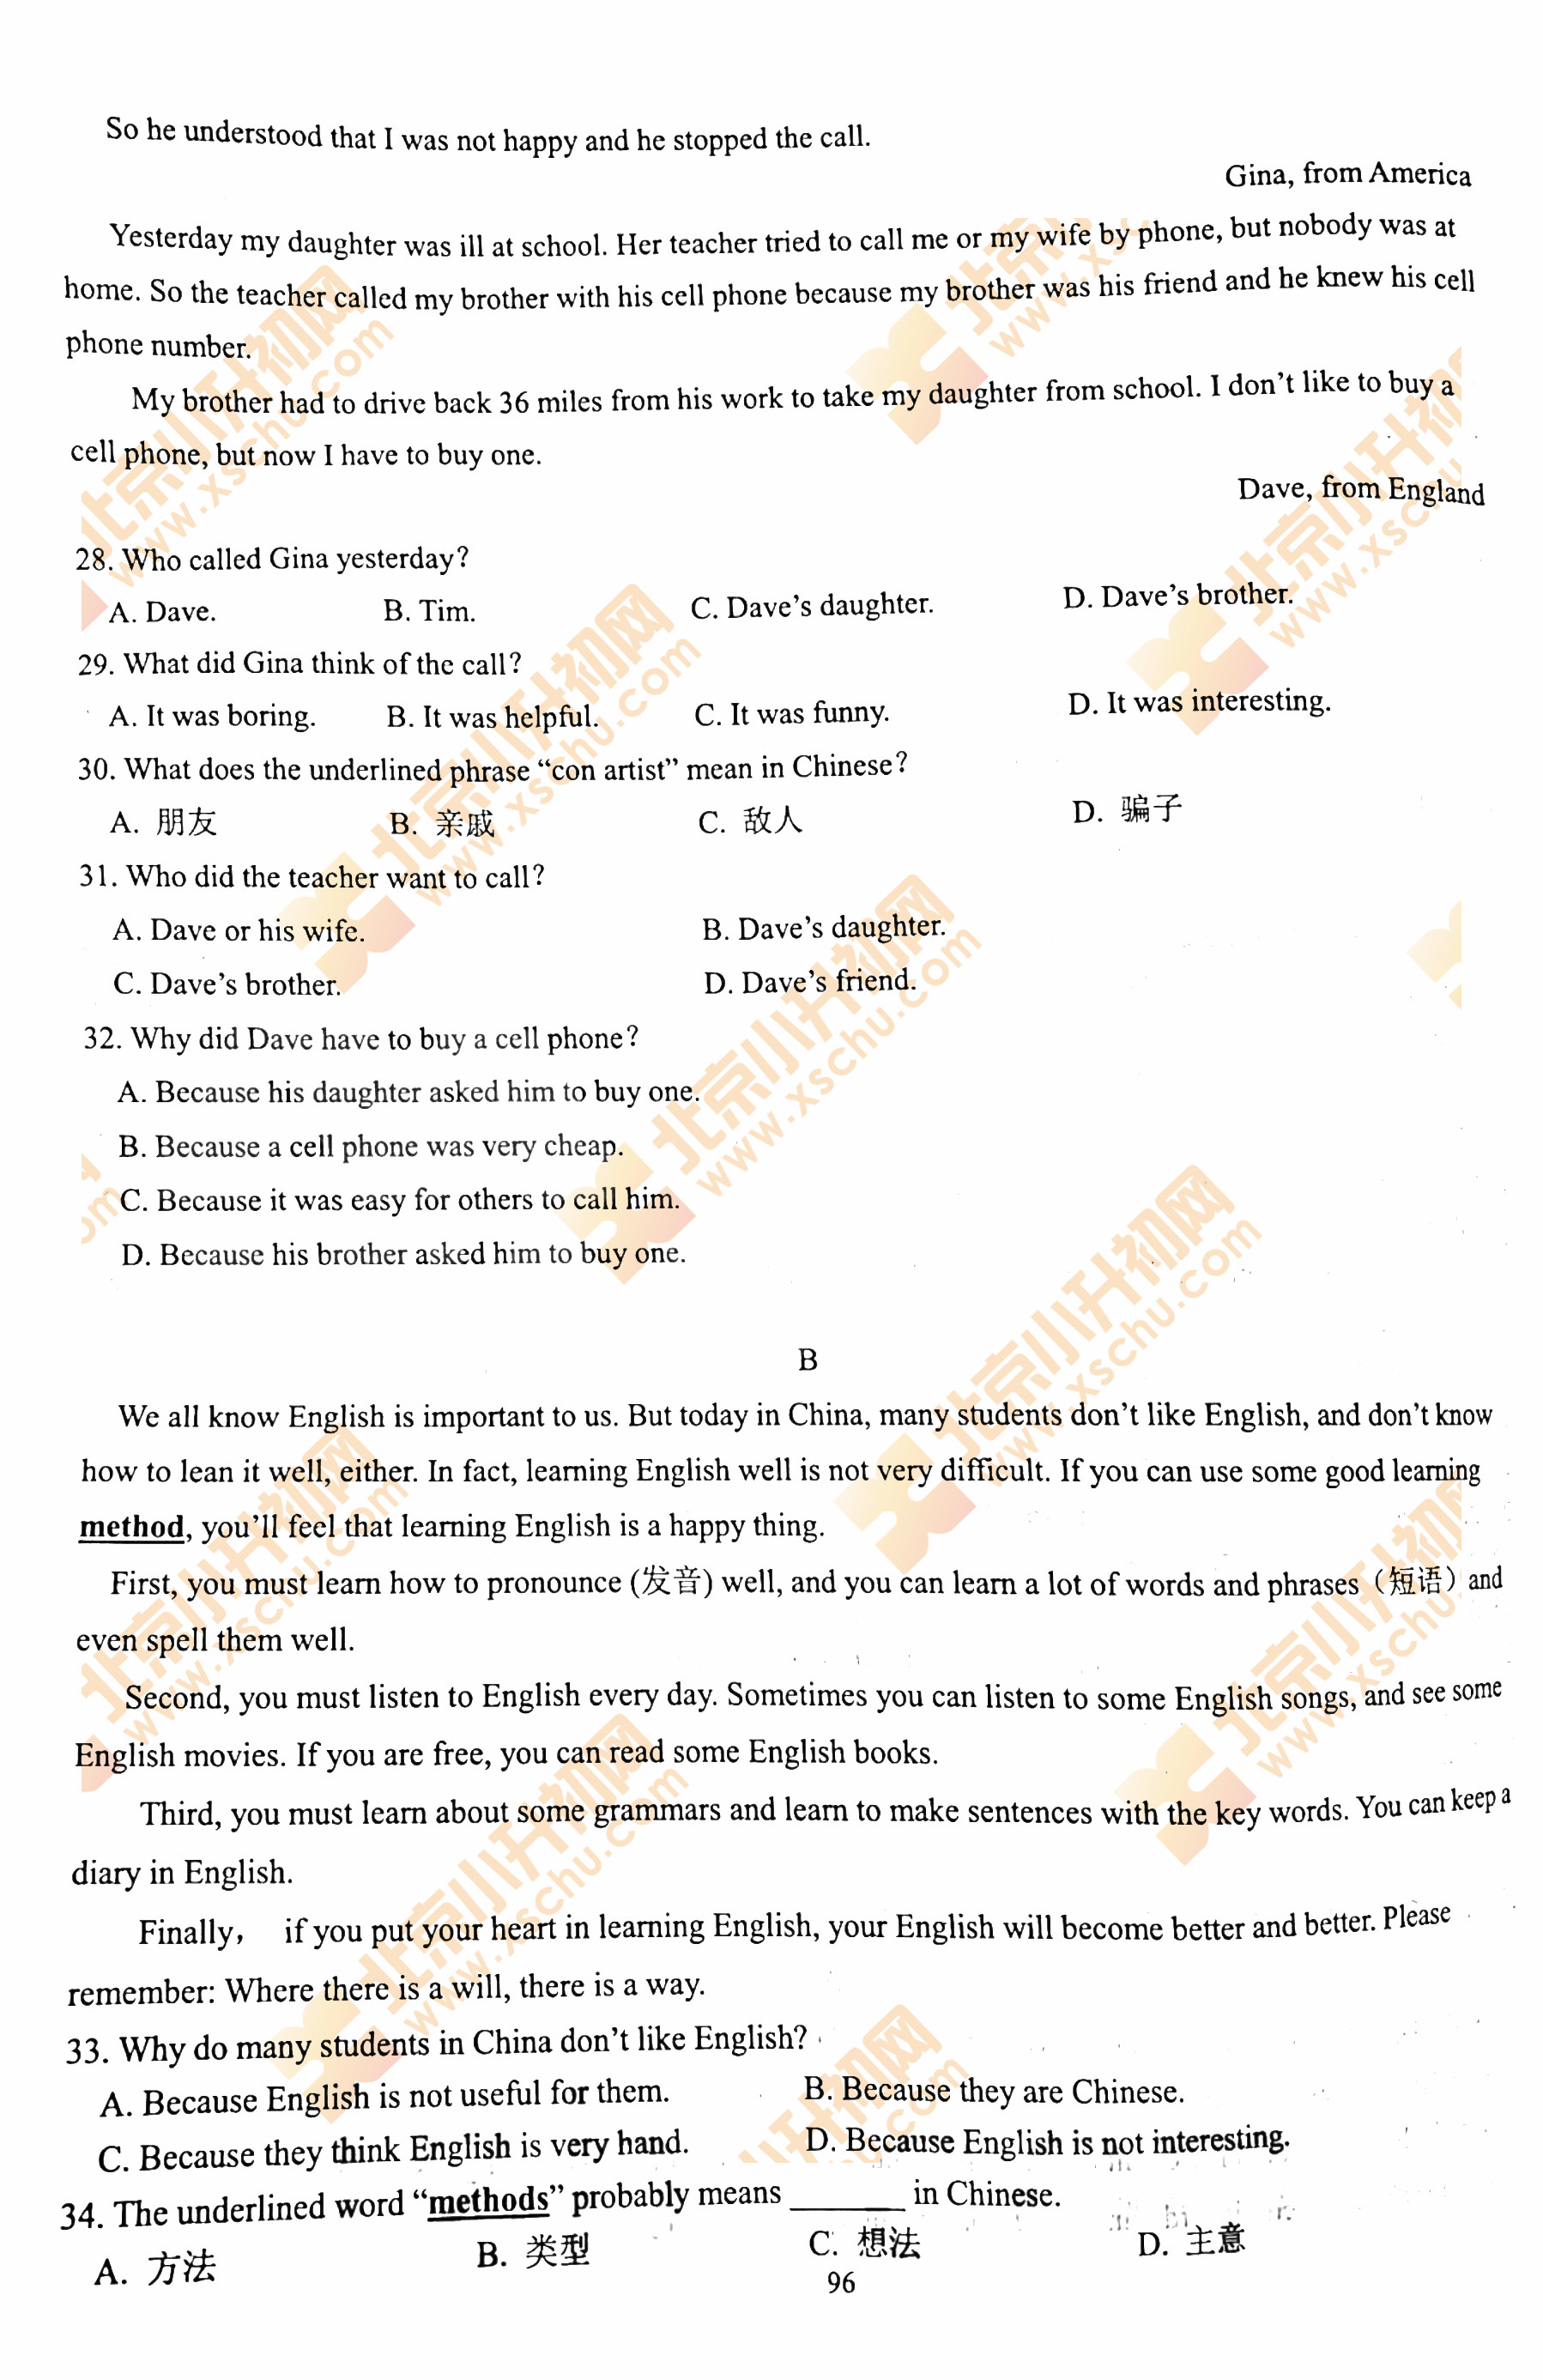 So he understood that I was not happy and he stopped the call.
Gina, from America
Yesterday my daughter was ill at school. Her teacher tried to call me or my wife by phone, but nobody was at
home. So the teacher called my brother with his cell phone because my brother was his friend and he knew his cell
phone number.
My brother had to drive back 36 miles from his work to take my daughter from school. I don't like to buy a
cell phone, but now I have to buy one.
Dave, from England
28. Who called Gina yesterday?
A. Dave. B. Tim. C. Dave's daughter. D. Dave's brother.
29. What did Gina think of the call?
A. It was boring. B. It was helpful. C. It was funny. D. It was interesting.
30. What does the underlined phrase “con artist” mean in Chinese?
A. 朋友 B. 亲戚 C. 敌人 D. 骗子
31. Who did the teacher want to call?
A. Dave or his wife. B. Dave's daughter.
C. Dave's brother. D. Dave's friend.
32. Why did Dave have to buy a cell phone?
A. Because his daughter asked him to buy one.
B. Because a cell phone was very cheap.
C. Because it was easy for others to call him.
D. Because his brother asked him to buy one.
B
We all know English is important to us. But today in China, many students don't like English, and don't know
how to lean it well, either. In fact, learning English well is not very difficult. If you can use some good learning
method, you'll feel that learning English is a happy thing.
First, you must learn how to pronounce (发音) well, and you can learn a lot of words and phrases（短语）and
even spell them well.
Second, you must listen to English every day. Sometimes you can listen to some English songs, and see some
English movies. If you are free, you can read some English books.
Third, you must learn about some grammars and learn to make sentences with the key words. You can keep a
diary in English.
Finally， if you put your heart in learning English, your English will become better and better. Please
remember: Where there is a will, there is a way.
33. Why do many students in China don't like English?
A. Because English is not useful for them. B. Because they are Chinese.
C. Because they think English is very hand. D. Because English is not interesting.
34. The underlined word “methods” probably means ______ in Chinese.
A. 方法 B. 类型 C. 想法 D. 主意
96
北京小升初网
www.xschu.com